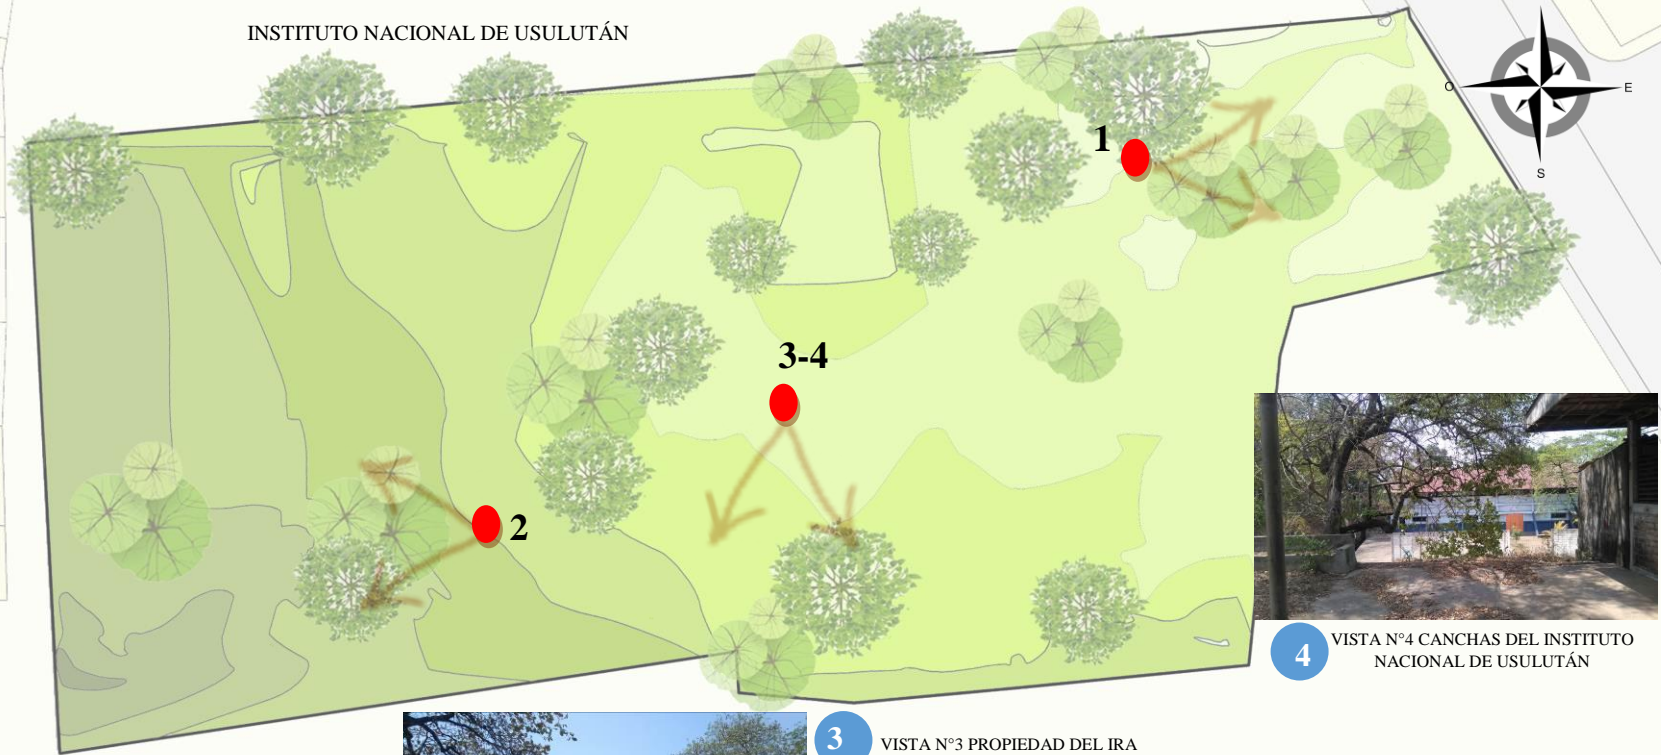 INSTITUTO NACIONAL DE USULUTÁN
O
E
S
1
3-4
2
4
VISTA N°4 CANCHAS DEL INSTITUTO
NACIONAL DE USULUTÁN
3
VISTA N°3 PROPIEDAD DEL IRA